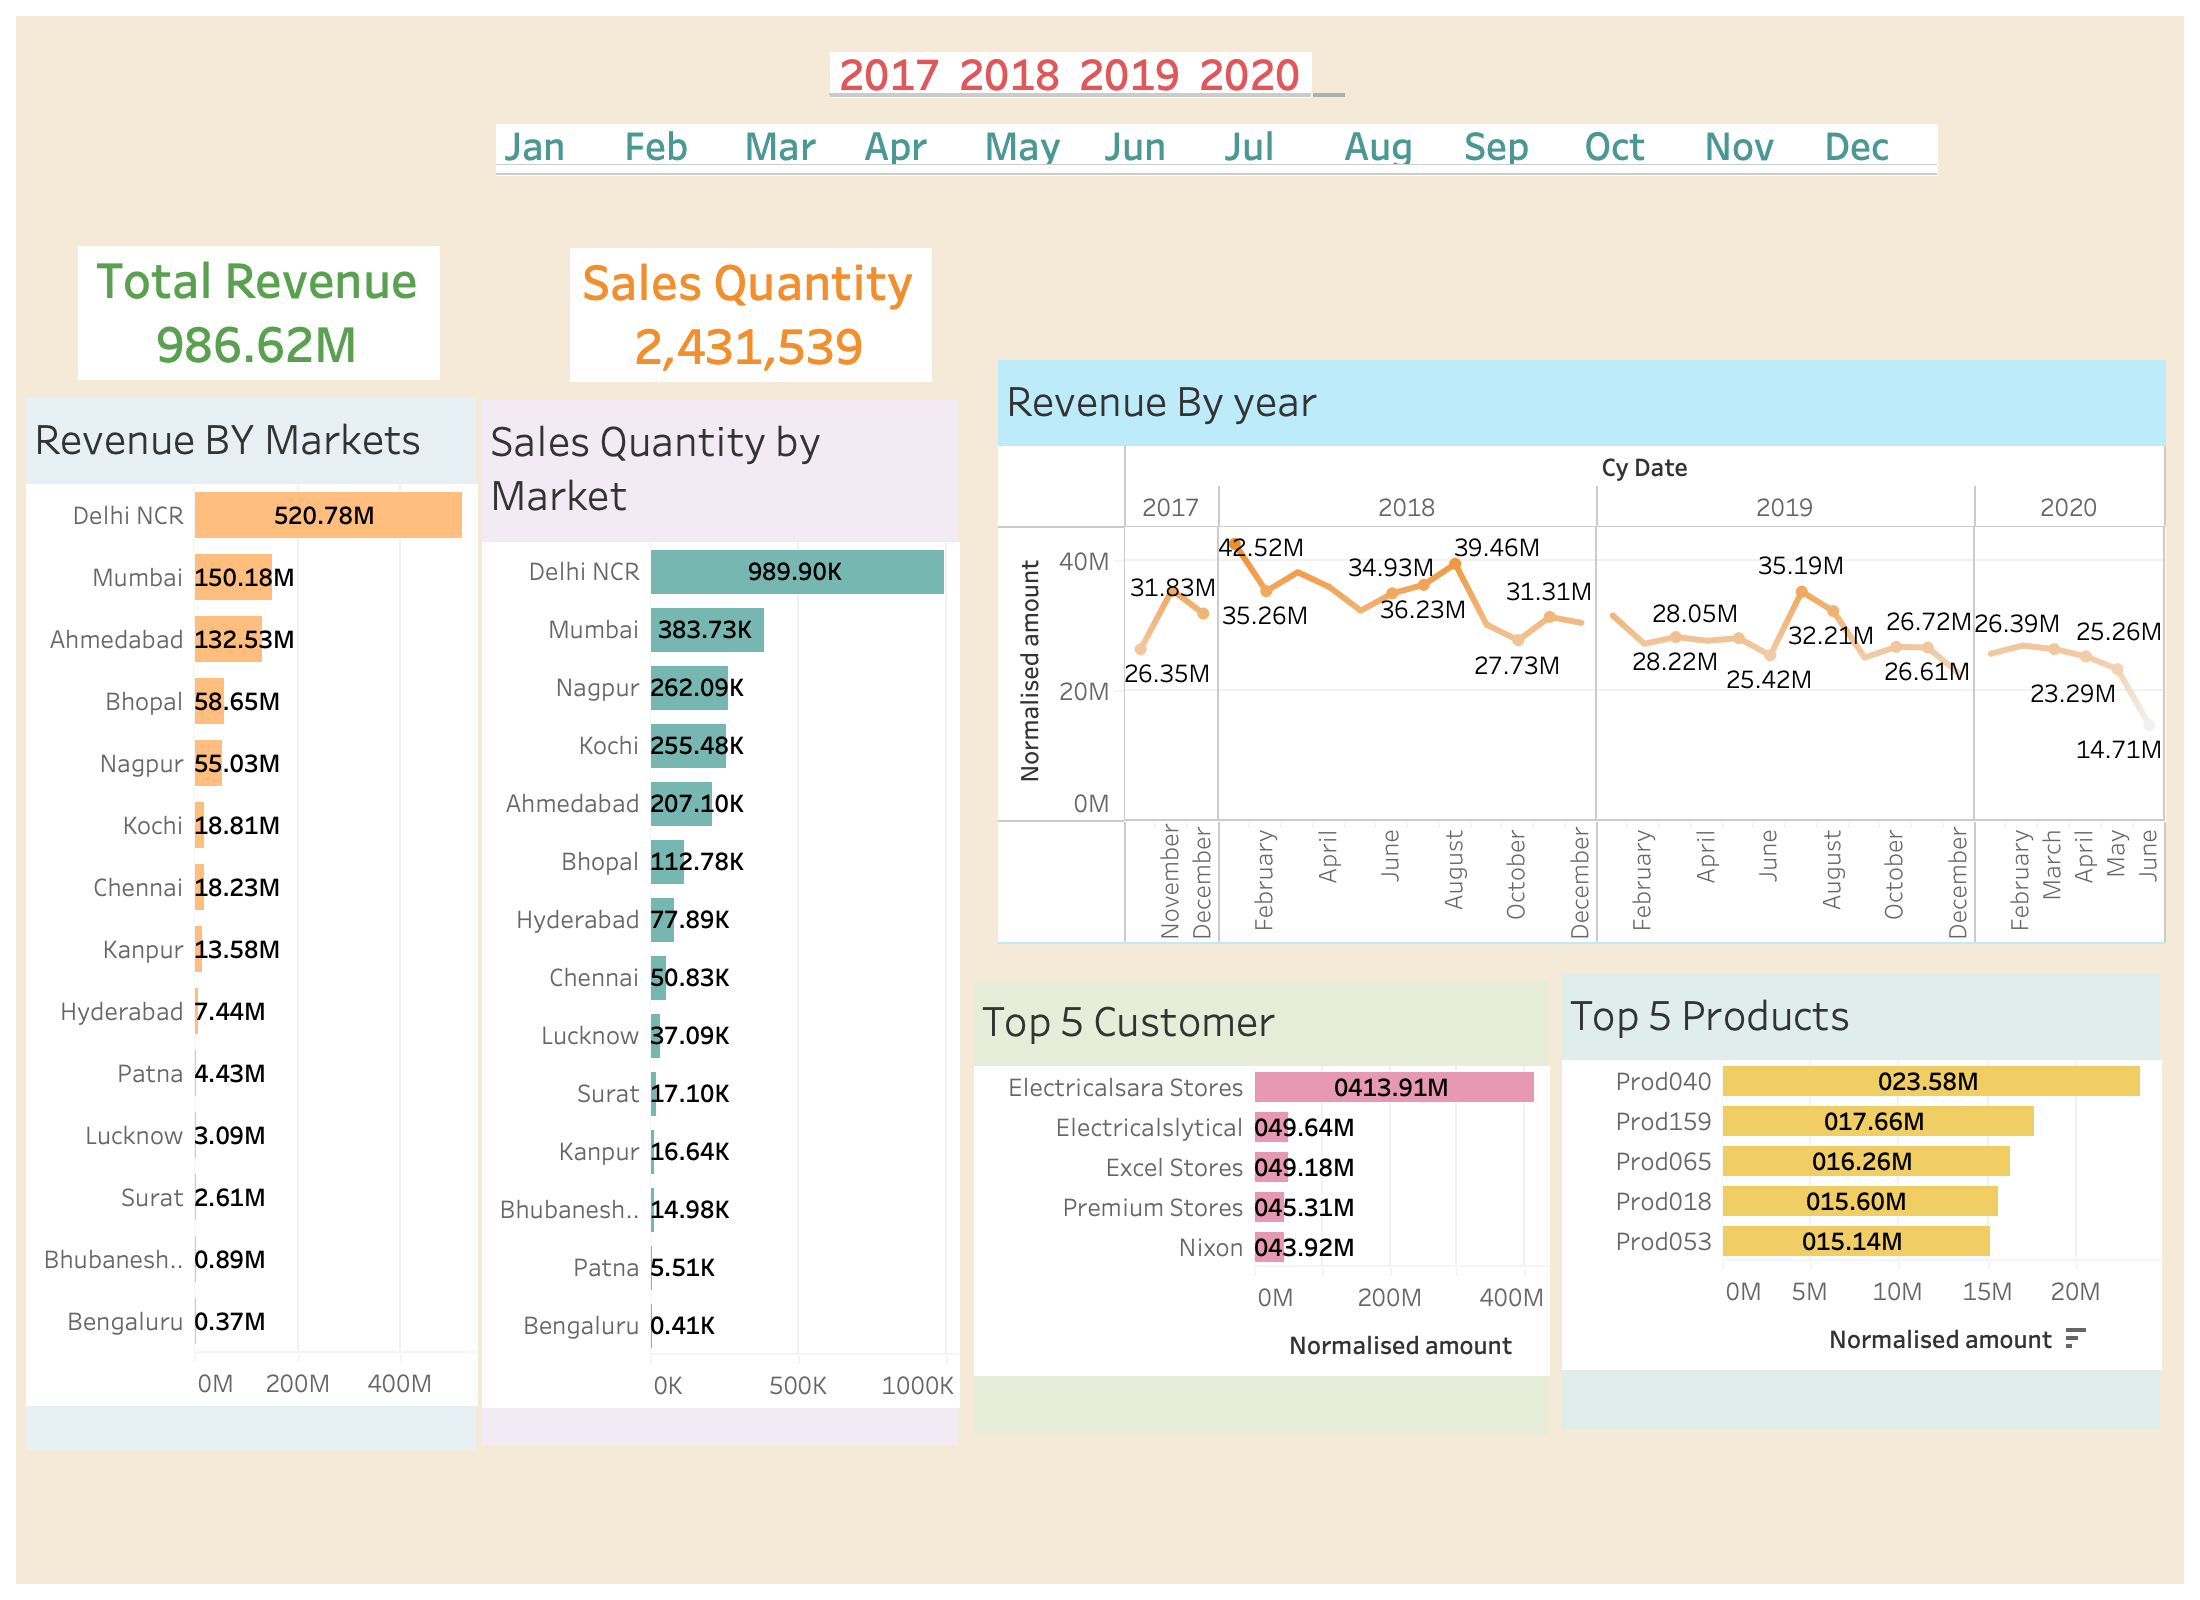 2017 2018 2019 2020
Jan Feb Mar Apr May Jun Jul Aug Sep Oct Nov Dec
Total Revenue
986.62M
Sales Quantity
2,431,539
Revenue BY Markets
Delhi NCR 520.78M
Mumbai 150.18M
Ahmedabad 132.53M
Bhopal 58.65M
Nagpur 55.03M
Kochi 18.81M
Chennai 18.23M
Kanpur 13.58M
Hyderabad 7.44M
Patna 4.43M
Lucknow 3.09M
Surat 2.61M
Bhubanesh.. 0.89M
Bengaluru 0.37M
0M 200M 400M
Sales Quantity by
Market
Delhi NCR 989.90K
Mumbai 383.73K
Nagpur 262.09K
Kochi 255.48K
Ahmedabad 207.10K
Bhopal 112.78K
Hyderabad 77.89K
Chennai 50.83K
Lucknow 37.09K
Surat 17.10K
Kanpur 16.64K
Bhubanesh.. 14.98K
Patna 5.51K
Bengaluru 0.41K
0K 500K 1000K
Revenue By year
Cy Date
2017 2018 2019 2020
Normalised amount
40M
20M
0M
31.83M
26.35M
42.52M
35.26M
34.93M
36.23M
39.46M
27.73M
31.31M
28.05M
28.22M
25.42M
35.19M
32.21M
26.72M
26.61M
26.39M
25.26M
23.29M
14.71M
November December February April June August October December February April June August October December February March April May June
Top 5 Customer
Electricalsara Stores 0413.91M
Electricalslytical 049.64M
Excel Stores 049.18M
Premium Stores 045.31M
Nixon 043.92M
0M 200M 400M
Normalised amount
Top 5 Products
Prod040 023.58M
Prod159 017.66M
Prod065 016.26M
Prod018 015.60M
Prod053 015.14M
0M 5M 10M 15M 20M
Normalised amount